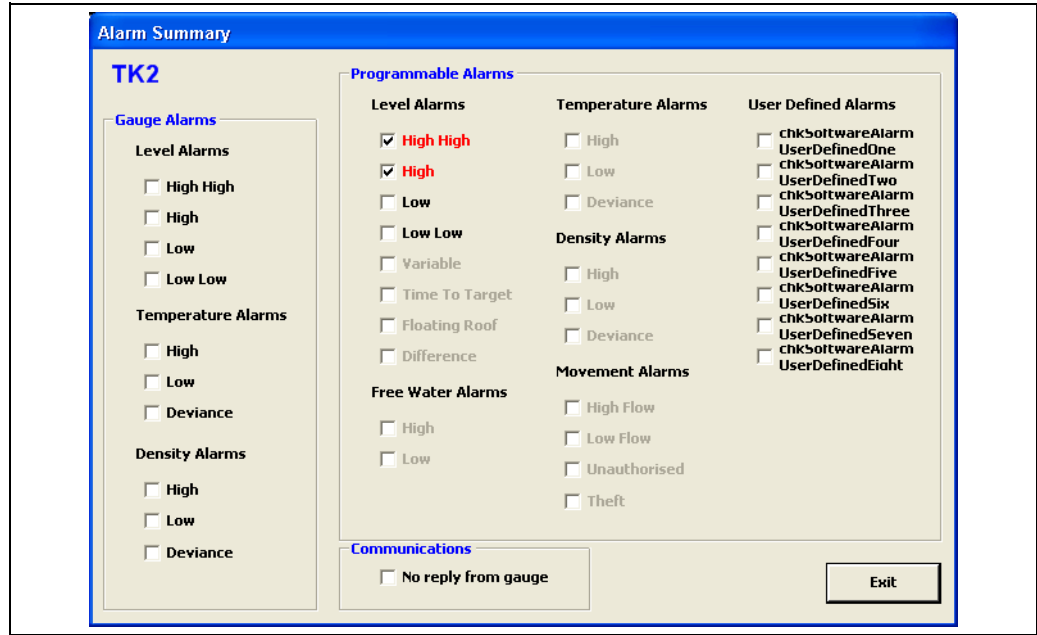 Alarm Summary
TK2
Gauge Alarms
Level Alarms
High High
High
Low
Low Low
Temperature Alarms
High
Low
Deviance
Density Alarms
High
Low
Deviance
Programmable Alarms
Level Alarms
High High
High
Low
Low Low
Variable
Time To Target
Floating Roof
Difference
Free Water Alarms
High
Low
Temperature Alarms
High
Low
Deviance
Density Alarms
High
Low
Deviance
Movement Alarms
High Flow
Low Flow
Unauthorised
Theft
User Defined Alarms
chkSoftwareAlarm
UserDefinedOne
chkSoftwareAlarm
UserDefinedTwo
chkSoftwareAlarm
UserDefinedThree
chkSoftwareAlarm
UserDefinedFour
chkSoftwareAlarm
UserDefinedFive
chkSoftwareAlarm
UserDefinedSix
chkSoftwareAlarm
UserDefinedSeven
chkSoftwareAlarm
UserDefinedEight
Communications
No reply from gauge
Exit